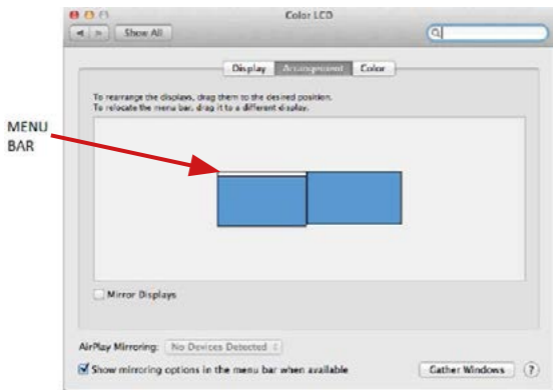 Color LCD
Show All
Display Arrangement Color
To rearrange the displays, drag them to the desired position.
To relocate the menu bar, drag it to a different display.
MENU
BAR
Mirror Displays
AirPlay Mirroring: No Devices Detected
Show mirroring options in the menu bar when available
Gather Windows ?